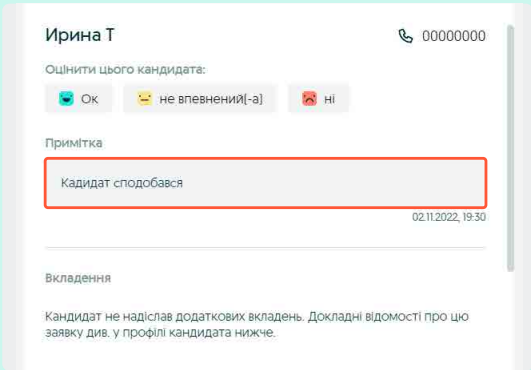 Ирина Т
00000000
Оцінити цього кандидата:
Ок
не впевнений(-а)
ні
Примітка
Кадидат сподобався
02.11.2022, 19:30
Вкладення
Кандидат не надіслав додаткових вкладень. Докладні відомості про цю
заявку див. у профілі кандидата нижче.